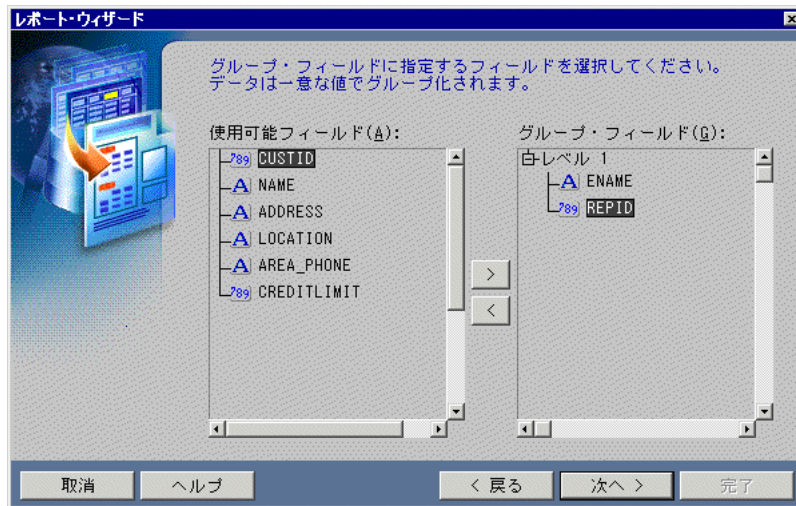 レポート・ウィザード
グループ・フィールドに指定するフィールドを選択してください。
データは一意な値でグループ化されます。
使用可能フィールド(A):
789 CUSTID
A NAME
A ADDRESS
A LOCATION
A AREA_PHONE
789 CREDITLIMIT
>
<
グループ・フィールド(G):
レベル 1
A ENAME
789 REPID
取消
ヘルプ
< 戻る
次へ >
完了